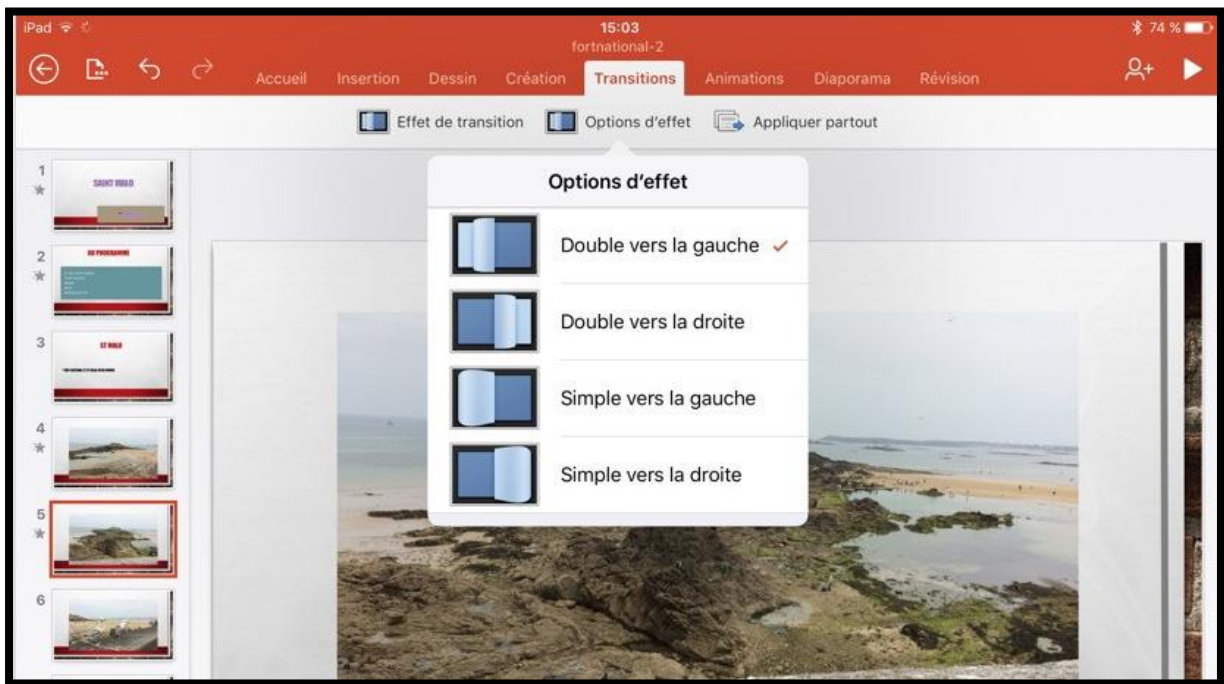 iPad 15:03 74 %
fortnational-2
Accueil Insertion Dessin Création Transitions Animations Diaporama Révision
Effet de transition Options d'effet Appliquer partout
Options d'effet
Double vers la gauche
Double vers la droite
Simple vers la gauche
Simple vers la droite
1
SAINT MALO
2
AU PROGRAMME
3
ST MALO
4
5
6